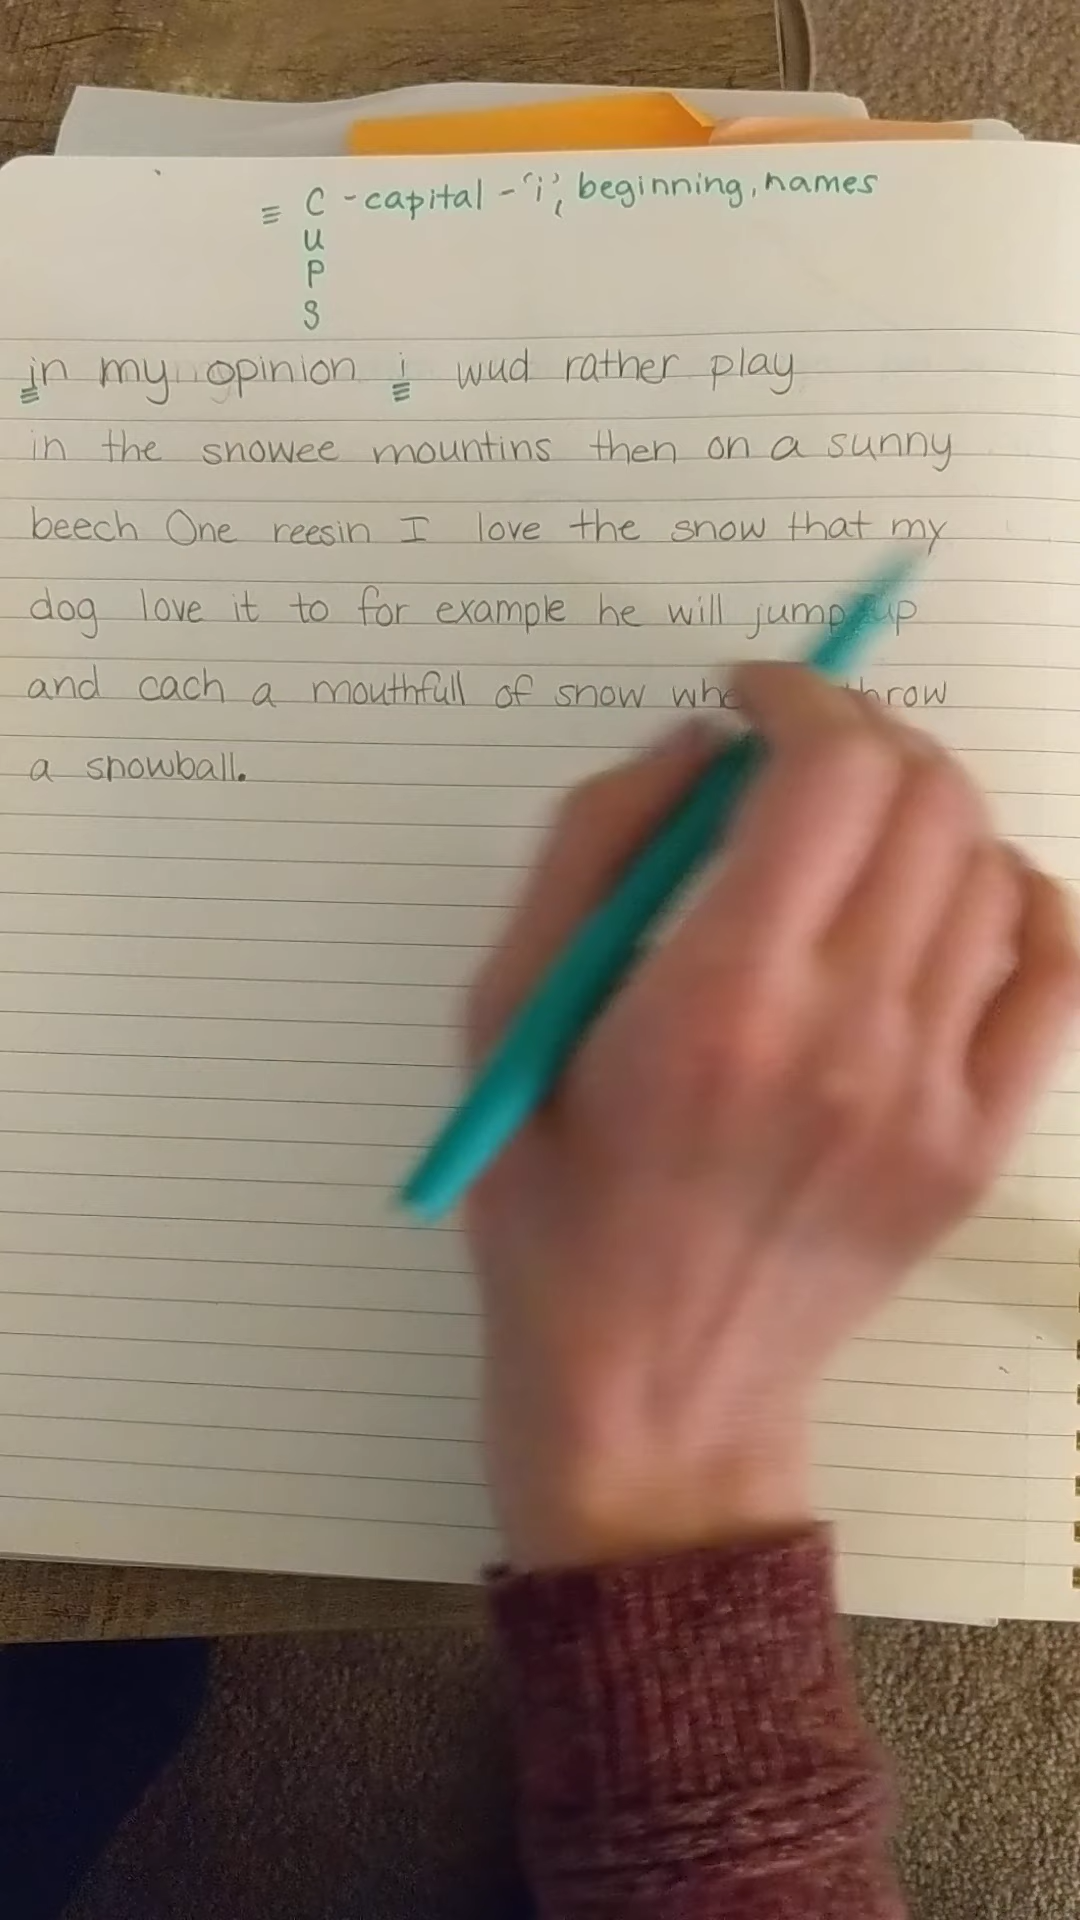 ≡ C - capital - 'i', beginning, names
U
P
S
in my opinion i wud rather play
in the snowee mountins then on a sunny
beech One reesin I love the snow that my
dog love it to for example he will jump up
and cach a mouthfull of snow throw
a snowball.